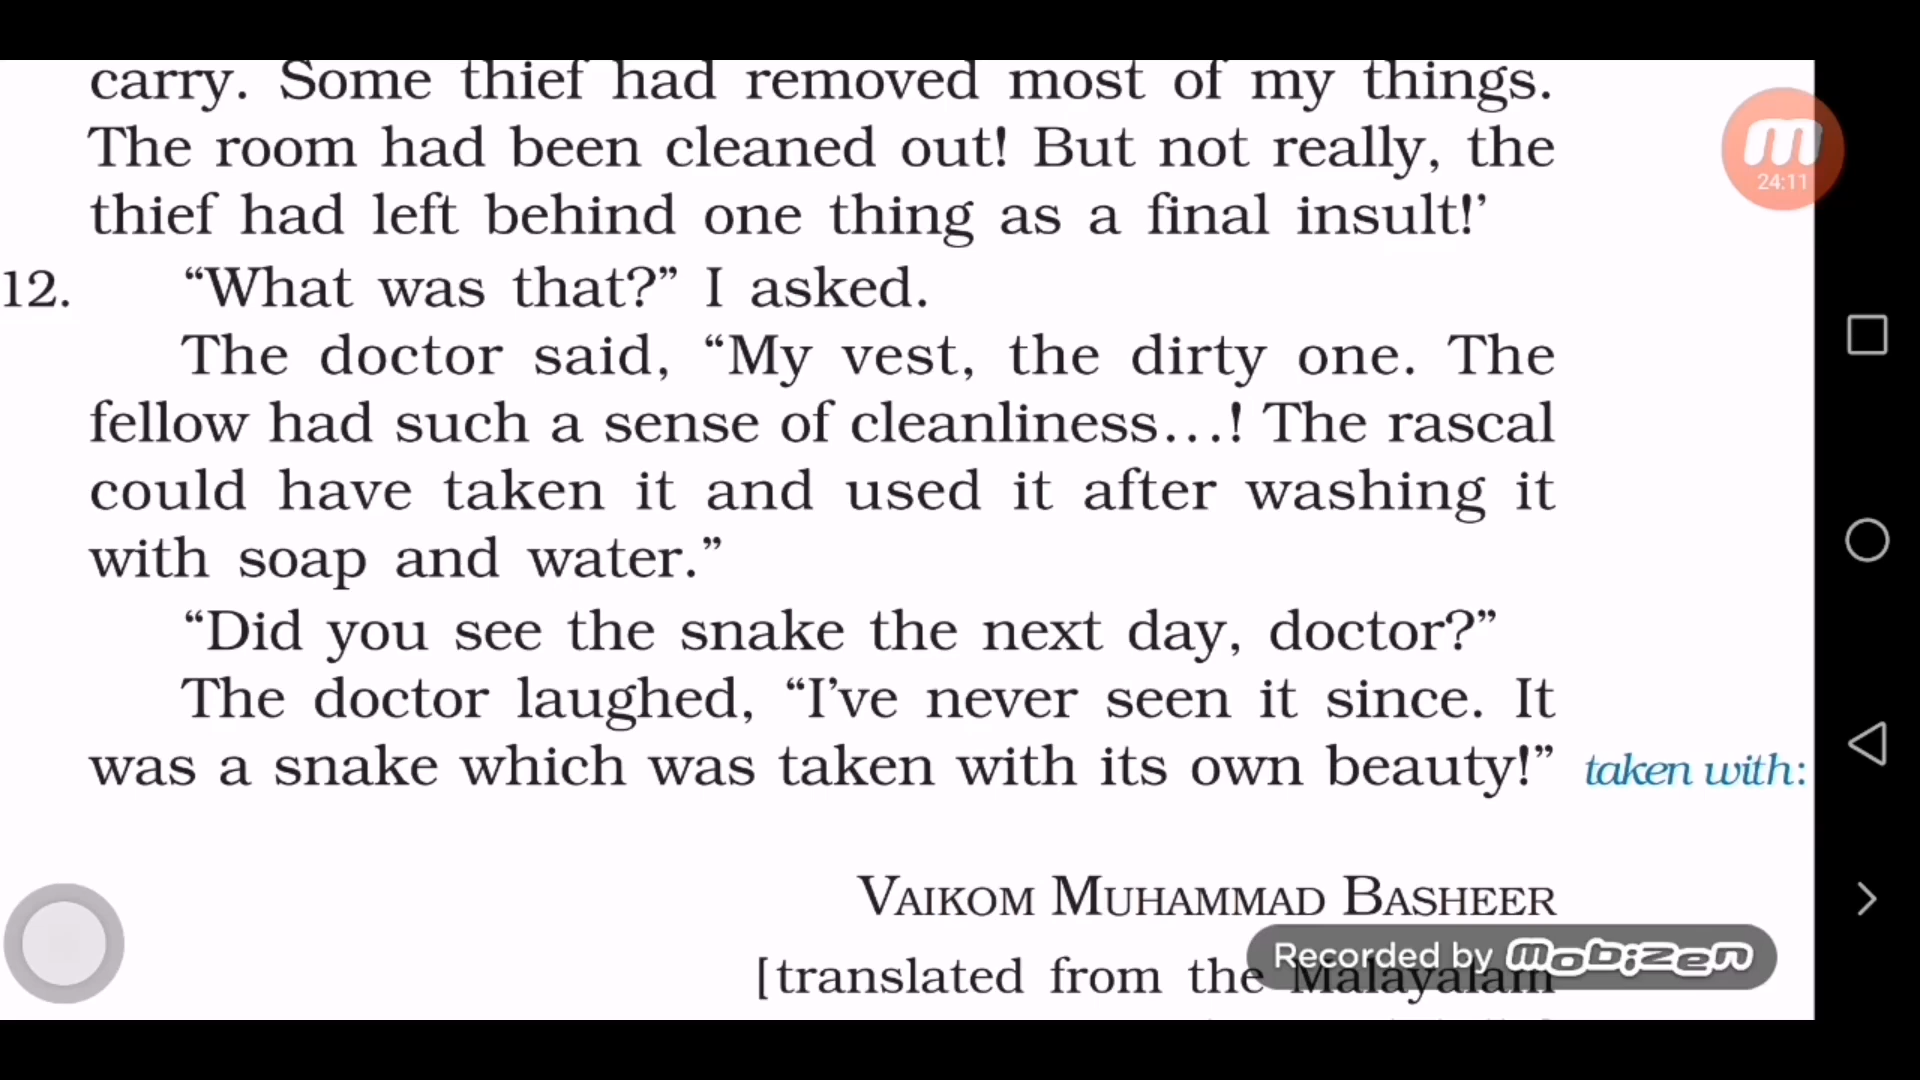 carry. Some thief had removed most of my things.
The room had been cleaned out! But not really, the
thief had left behind one thing as a final insult!’
24:11
12. “What was that?” I asked.
The doctor said, “My vest, the dirty one. The
fellow had such a sense of cleanliness...! The rascal
could have taken it and used it after washing it
with soap and water.”
“Did you see the snake the next day, doctor?”
The doctor laughed, “I’ve never seen it since. It
was a snake which was taken with its own beauty!” taken with:
VAIKOM MUHAMMAD BASHEER
Recorded by mobizen
[translated from the Malayalam